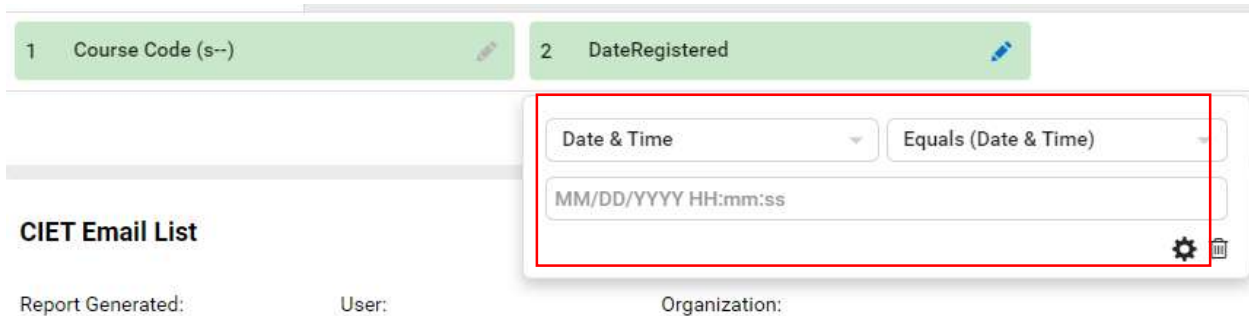 1 Course Code (s--)
2 DateRegistered
Date & Time
Equals (Date & Time)
MM/DD/YYYY HH:mm:ss
CIET Email List
Report Generated:
User:
Organization: